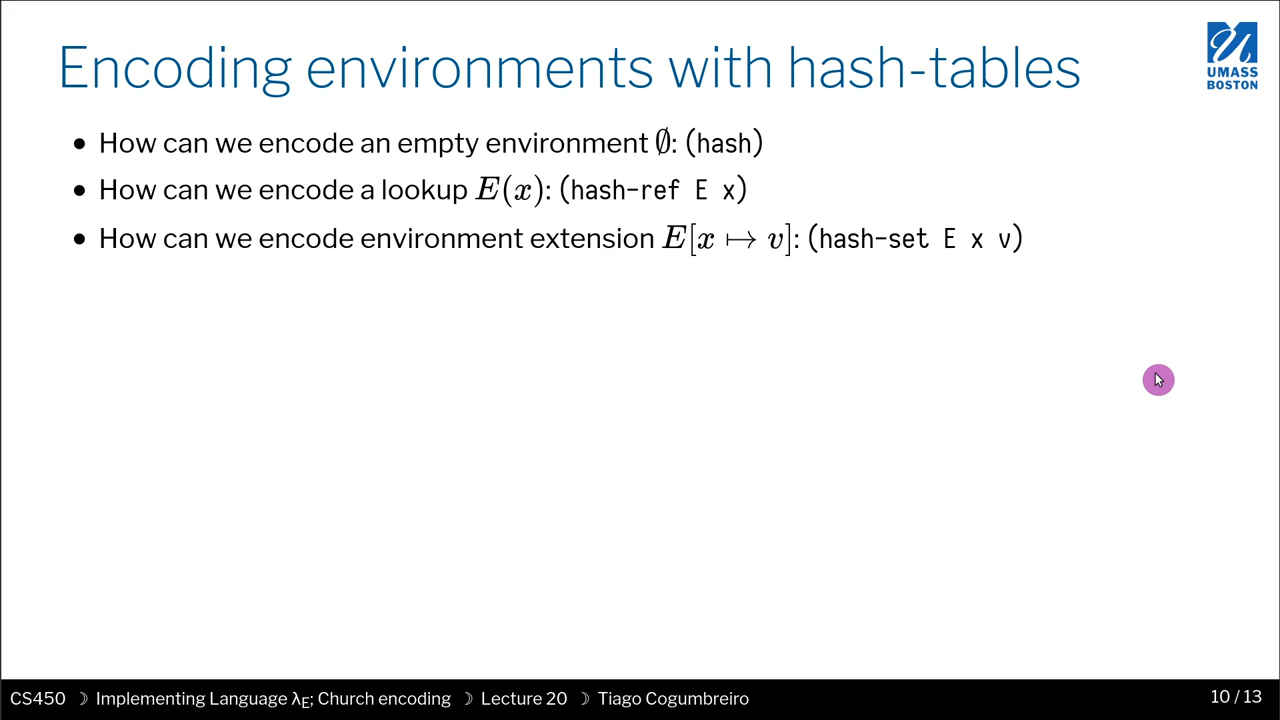 Encoding environments with hash-tables
UMASS
BOSTON
• How can we encode an empty environment ∅: (hash)
• How can we encode a lookup E(x): (hash-ref E x)
• How can we encode environment extension E[x ↦ v]: (hash-set E x v)
CS450 ☽ Implementing Language λE; Church encoding ☽ Lecture 20 ☽ Tiago Cogumbreiro
10 / 13